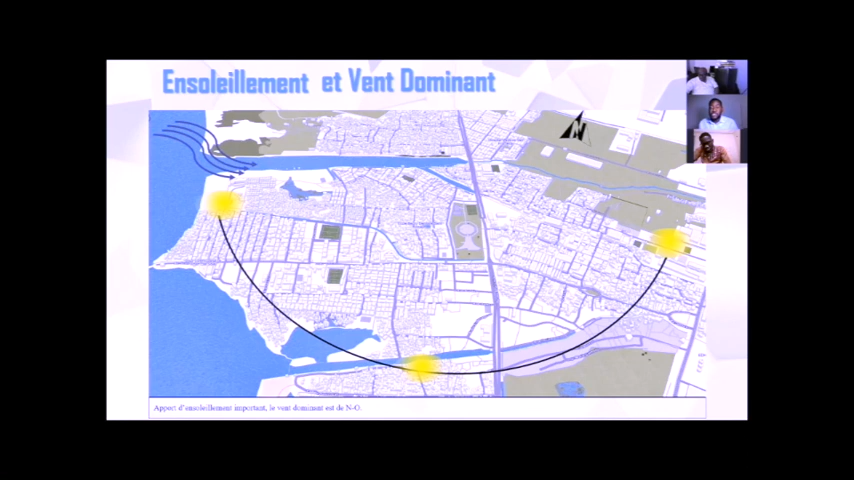 Ensoleillement et Vent Dominant
N
Apport d'ensoleillement important, le vent dominant est de N-O.